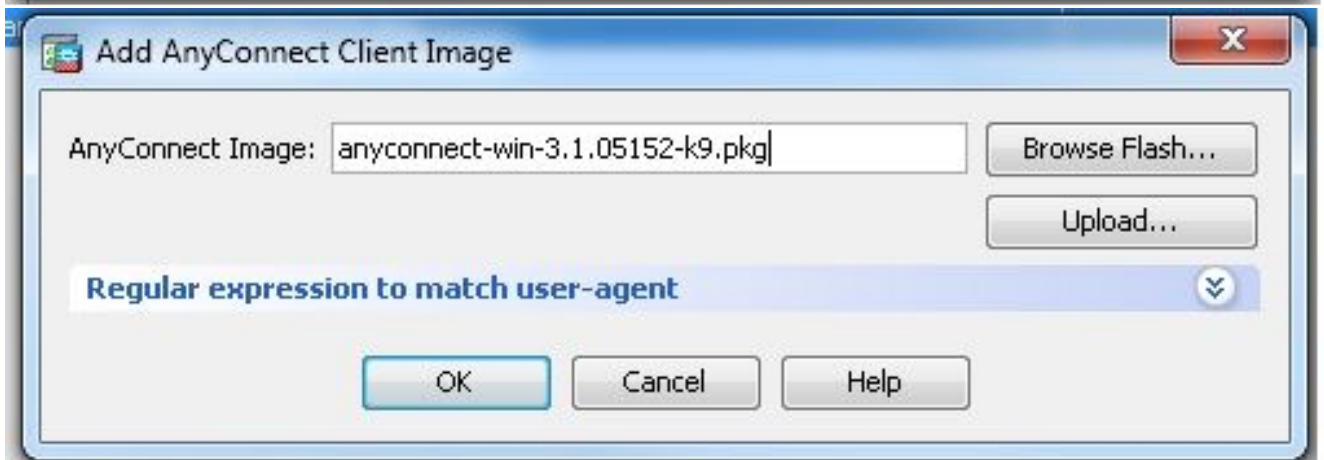 Add AnyConnect Client Image
AnyConnect Image: anyconnect-win-3.1.05152-k9.pkg Browse Flash...
Upload...
Regular expression to match user-agent
OK Cancel Help